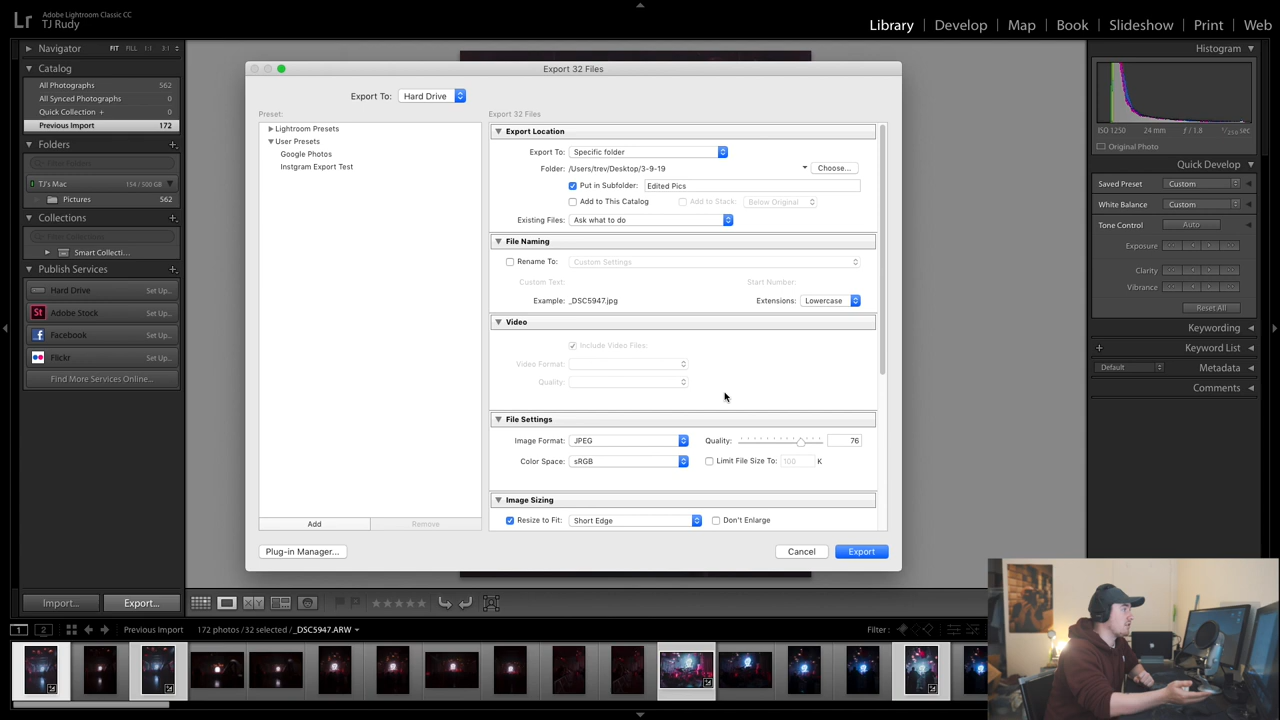 Lr
Adobe Lightroom Classic CC
TJ Rudy
Library
Develop
Map
Book
Slideshow
Print
Web
Navigator FIT FILL 1:1 3:1
Catalog
All Photographs 562
All Synced Photographs 0
Quick Collection + 0
Previous Import 172
Folders
TJ's Mac 154 / 500 GB
Pictures 562
Collections
Smart Collecti...
Publish Services
Hard Drive Set Up...
St Adobe Stock Set Up...
Facebook Set Up...
Flickr Set Up...
Find More Services Online...
Import... Export...
Export 32 Files
Export To: Hard Drive
Preset:
Lightroom Presets
User Presets
Google Photos
Instgram Export Test
Add Remove
Plug-in Manager...
Export 32 Files
Export Location
Export To: Specific folder
Folder: /Users/trev/Desktop/3-9-19 Choose...
Put in Subfolder: Edited Pics
Add to This Catalog Add to Stack: Below Original
Existing Files: Ask what to do
File Naming
Rename To: Custom Settings
Custom Text: Start Number:
Example: _DSC5947.jpg Extensions: Lowercase
Video
Include Video Files:
Video Format:
Quality:
File Settings
Image Format: JPEG Quality: 76
Color Space: sRGB Limit File Size To: 100 K
Image Sizing
Resize to Fit: Short Edge Don't Enlarge
Cancel Export
Histogram
ISO 1250 24 mm ƒ / 1.8
Original Photo
Quick Develop
Saved Preset Custom
White Balance Custom
Tone Control Auto
Exposure
Clarity
Vibrance
Reset All
Keywording
Keyword List
Default Metadata
Comments
1 2 Previous Import 172 photos / 32 selected / _DSC5947.ARW Filter :